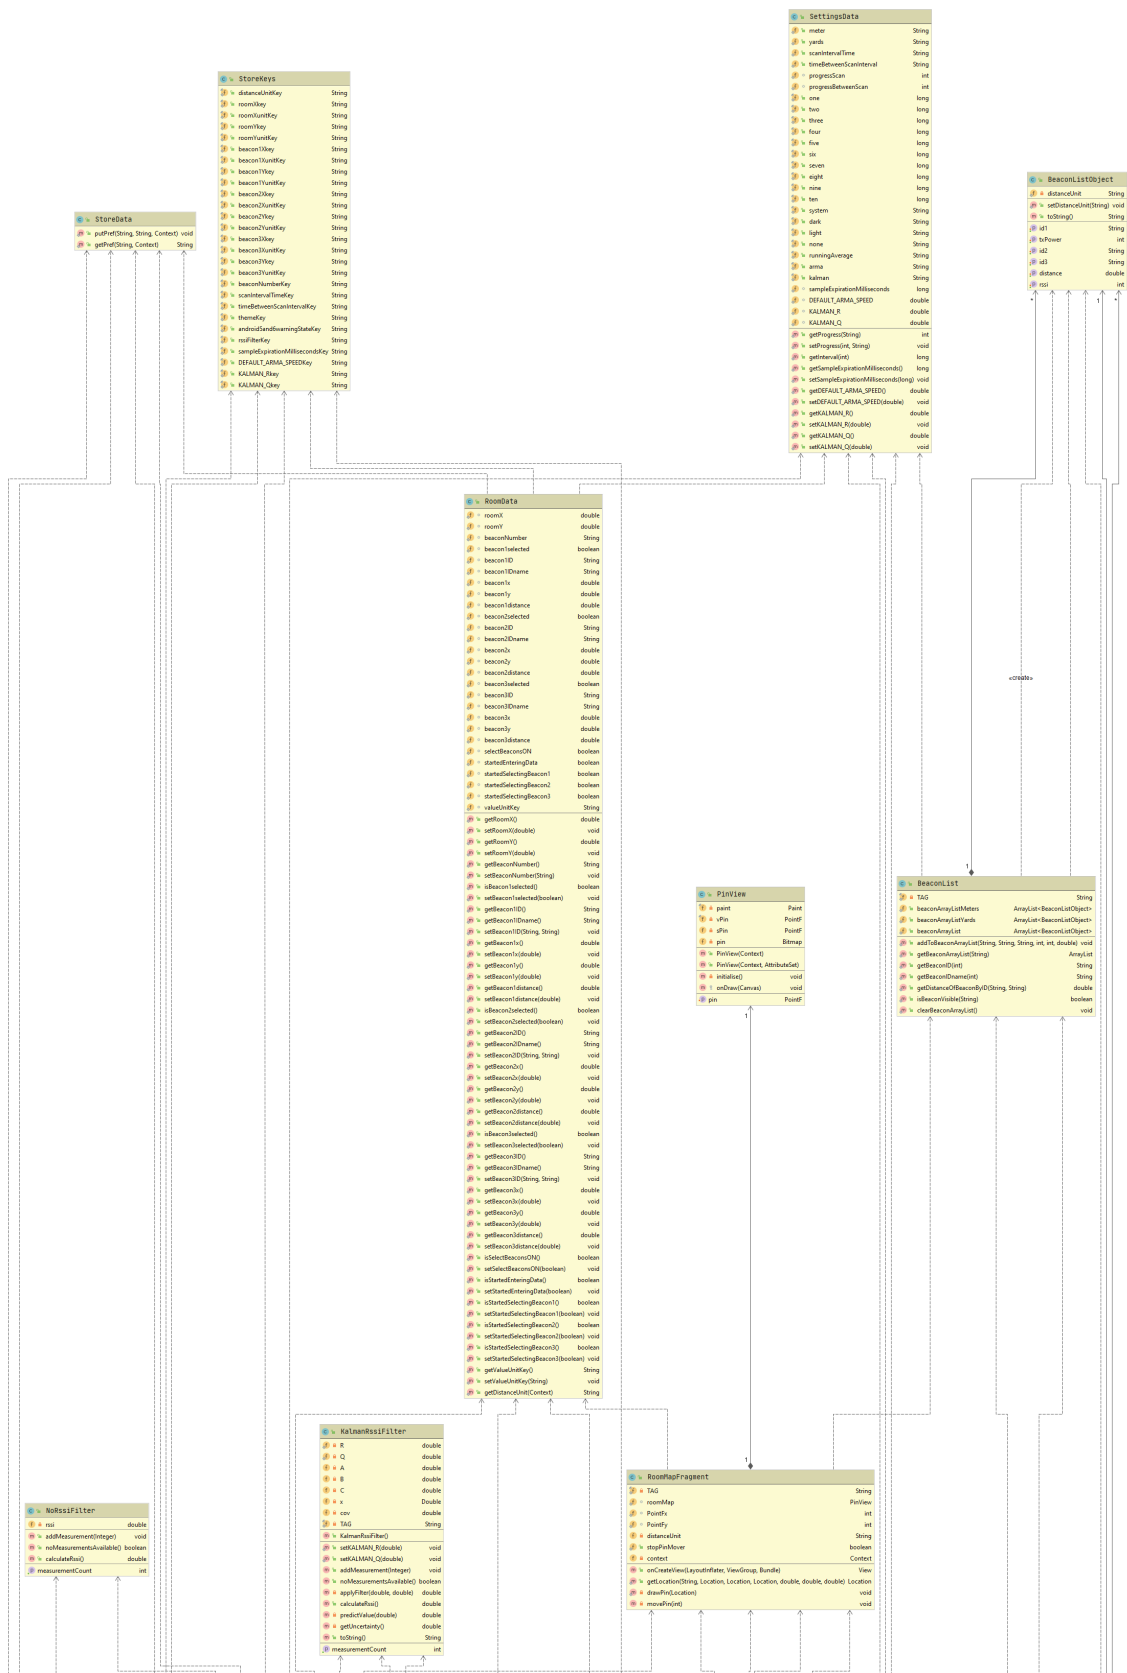 SettingsData
meter String
yards String
scanIntervalTime String
timeBetweenScanInterval String
progressScan int
progressBetweenScan int
one long
two long
three long
four long
five long
six long
seven long
eight long
nine long
ten long
system String
dark String
light String
none String
runningAverage String
arma String
kalman String
sampleExpirationMilliseconds long
DEFAULT_ARMA_SPEED double
KALMAN_R double
KALMAN_Q double
getProgress(String) int
setProgress(int, String) void
getInterval(int) long
getSampleExpirationMilliseconds() long
setSampleExpirationMilliseconds(long) void
getDEFAULT_ARMA_SPEED() double
setDEFAULT_ARMA_SPEED(double) void
getKALMAN_R() double
setKALMAN_R(double) void
getKALMAN_Q() double
setKALMAN_Q(double) void
StoreKeys
distanceUnitKey String
roomXkey String
roomXunitKey String
roomYkey String
roomYunitKey String
beacon1Xkey String
beacon1XunitKey String
beacon1Ykey String
beacon1YunitKey String
beacon2Xkey String
beacon2XunitKey String
beacon2Ykey String
beacon2YunitKey String
beacon3Xkey String
beacon3XunitKey String
beacon3Ykey String
beacon3YunitKey String
beaconNumberKey String
scanIntervalTimeKey String
timeBetweenScanIntervalKey String
themeKey String
android5and6warningStateKey String
rssiFilterKey String
sampleExpirationMillisecondsKey String
DEFAULT_ARMA_SPEEDKey String
KALMAN_Rkey String
KALMAN_Qkey String
StoreData
putPref(String, String, Context) void
getPref(String, Context) String
BeaconListObject
distanceUnit String
setDistanceUnit(String) void
toString() String
id1 String
txPower int
id2 String
id3 String
distance double
rssi int
* 1 *
RoomData
roomX double
roomY double
beaconNumber String
beacon1selected boolean
beacon1ID String
beacon1IDname String
beacon1x double
beacon1y double
beacon1distance double
beacon2selected boolean
beacon2ID String
beacon2IDname String
beacon2x double
beacon2y double
beacon2distance double
beacon3selected boolean
beacon3ID String
beacon3IDname String
beacon3x double
beacon3y double
beacon3distance double
selectBeaconsON boolean
startedEnteringData boolean
startedSelectingBeacon1 boolean
startedSelectingBeacon2 boolean
startedSelectingBeacon3 boolean
valueUnitKey String
getRoomX() double
setRoomX(double) void
getRoomY() double
setRoomY(double) void
getBeaconNumber() String
setBeaconNumber(String) void
isBeacon1selected() boolean
setBeacon1selected(boolean) void
getBeacon1ID() String
getBeacon1IDname() String
setBeacon1ID(String, String) void
getBeacon1x() double
setBeacon1x(double) void
getBeacon1y() double
setBeacon1y(double) void
getBeacon1distance() double
setBeacon1distance(double) void
isBeacon2selected() boolean
setBeacon2selected(boolean) void
getBeacon2ID() String
getBeacon2IDname() String
setBeacon2ID(String, String) void
getBeacon2x() double
setBeacon2x(double) void
getBeacon2y() double
setBeacon2y(double) void
getBeacon2distance() double
setBeacon2distance(double) void
isBeacon3selected() boolean
setBeacon3selected(boolean) void
getBeacon3ID() String
getBeacon3IDname() String
setBeacon3ID(String, String) void
getBeacon3x() double
setBeacon3x(double) void
getBeacon3y() double
setBeacon3y(double) void
getBeacon3distance() double
setBeacon3distance(double) void
isSelectBeaconsON() boolean
setSelectBeaconsON(boolean) void
isStartedEnteringData() boolean
setStartedEnteringData(boolean) void
isStartedSelectingBeacon1() boolean
setStartedSelectingBeacon1(boolean) void
isStartedSelectingBeacon2() boolean
setStartedSelectingBeacon2(boolean) void
isStartedSelectingBeacon3() boolean
setStartedSelectingBeacon3(boolean) void
getValueUnitKey() String
setValueUnitKey(String) void
getDistanceUnit(Context) String
«create»
1
BeaconList
TAG String
beaconArrayListMeters ArrayList<BeaconListObject>
beaconArrayListYards ArrayList<BeaconListObject>
beaconArrayList ArrayList<BeaconListObject>
addToBeaconArrayList(String, String, String, int, int, double) void
getBeaconArrayList(String) ArrayList
getBeaconID(int) String
getBeaconIDname(int) String
getDistanceOfBeaconByID(String, String) double
isBeaconVisible(String) boolean
clearBeaconArrayList() void
PinView
paint Paint
vPin PointF
sPin PointF
pin Bitmap
PinView(Context)
PinView(Context, AttributeSet)
initialise() void
onDraw(Canvas) void
pin PointF
1
KalmanRssiFilter
R double
Q double
A double
B double
C double
x Double
cov double
TAG String
KalmanRssiFilter()
setKALMAN_R(double) void
setKALMAN_Q(double) void
addMeasurement(Integer) void
noMeasurementsAvailable() boolean
applyFilter(double, double) double
calculateRssi() double
predictValue(double) double
getUncertainty() double
toString() String
measurementCount int
1
RoomMapFragment
TAG String
roomMap PinView
PointFx int
PointFy int
distanceUnit String
stopPinMover boolean
context Context
onCreateView(LayoutInflater, ViewGroup, Bundle) View
getLocation(String, Location, Location, Location, double, double, double) Location
drawPin(Location) void
movePin(int) void
NoRssiFilter
rssi double
addMeasurement(Integer) void
noMeasurementsAvailable() boolean
calculateRssi() double
measurementCount int